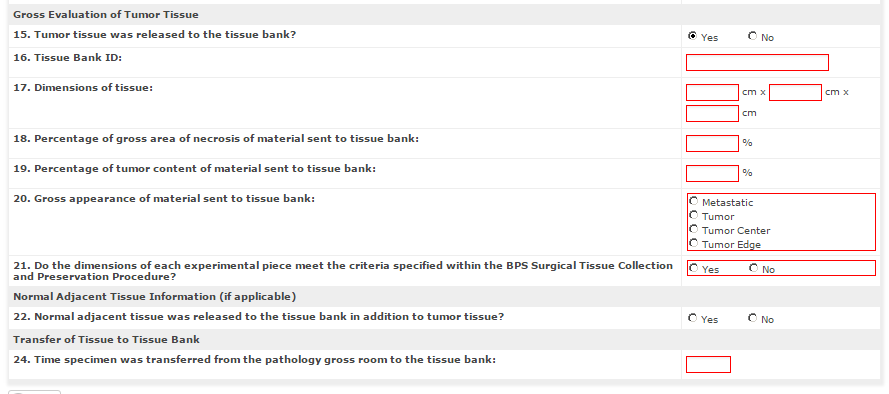 Gross Evaluation of Tumor Tissue
15. Tumor tissue was released to the tissue bank? Yes No
16. Tissue Bank ID:
17. Dimensions of tissue: cm x cm x
cm
18. Percentage of gross area of necrosis of material sent to tissue bank: %
19. Percentage of tumor content of material sent to tissue bank: %
20. Gross appearance of material sent to tissue bank: Metastatic
Tumor
Tumor Center
Tumor Edge
21. Do the dimensions of each experimental piece meet the criteria specified within the BPS Surgical Tissue Collection
and Preservation Procedure? Yes No
Normal Adjacent Tissue Information (if applicable)
22. Normal adjacent tissue was released to the tissue bank in addition to tumor tissue? Yes No
Transfer of Tissue to Tissue Bank
24. Time specimen was transferred from the pathology gross room to the tissue bank: